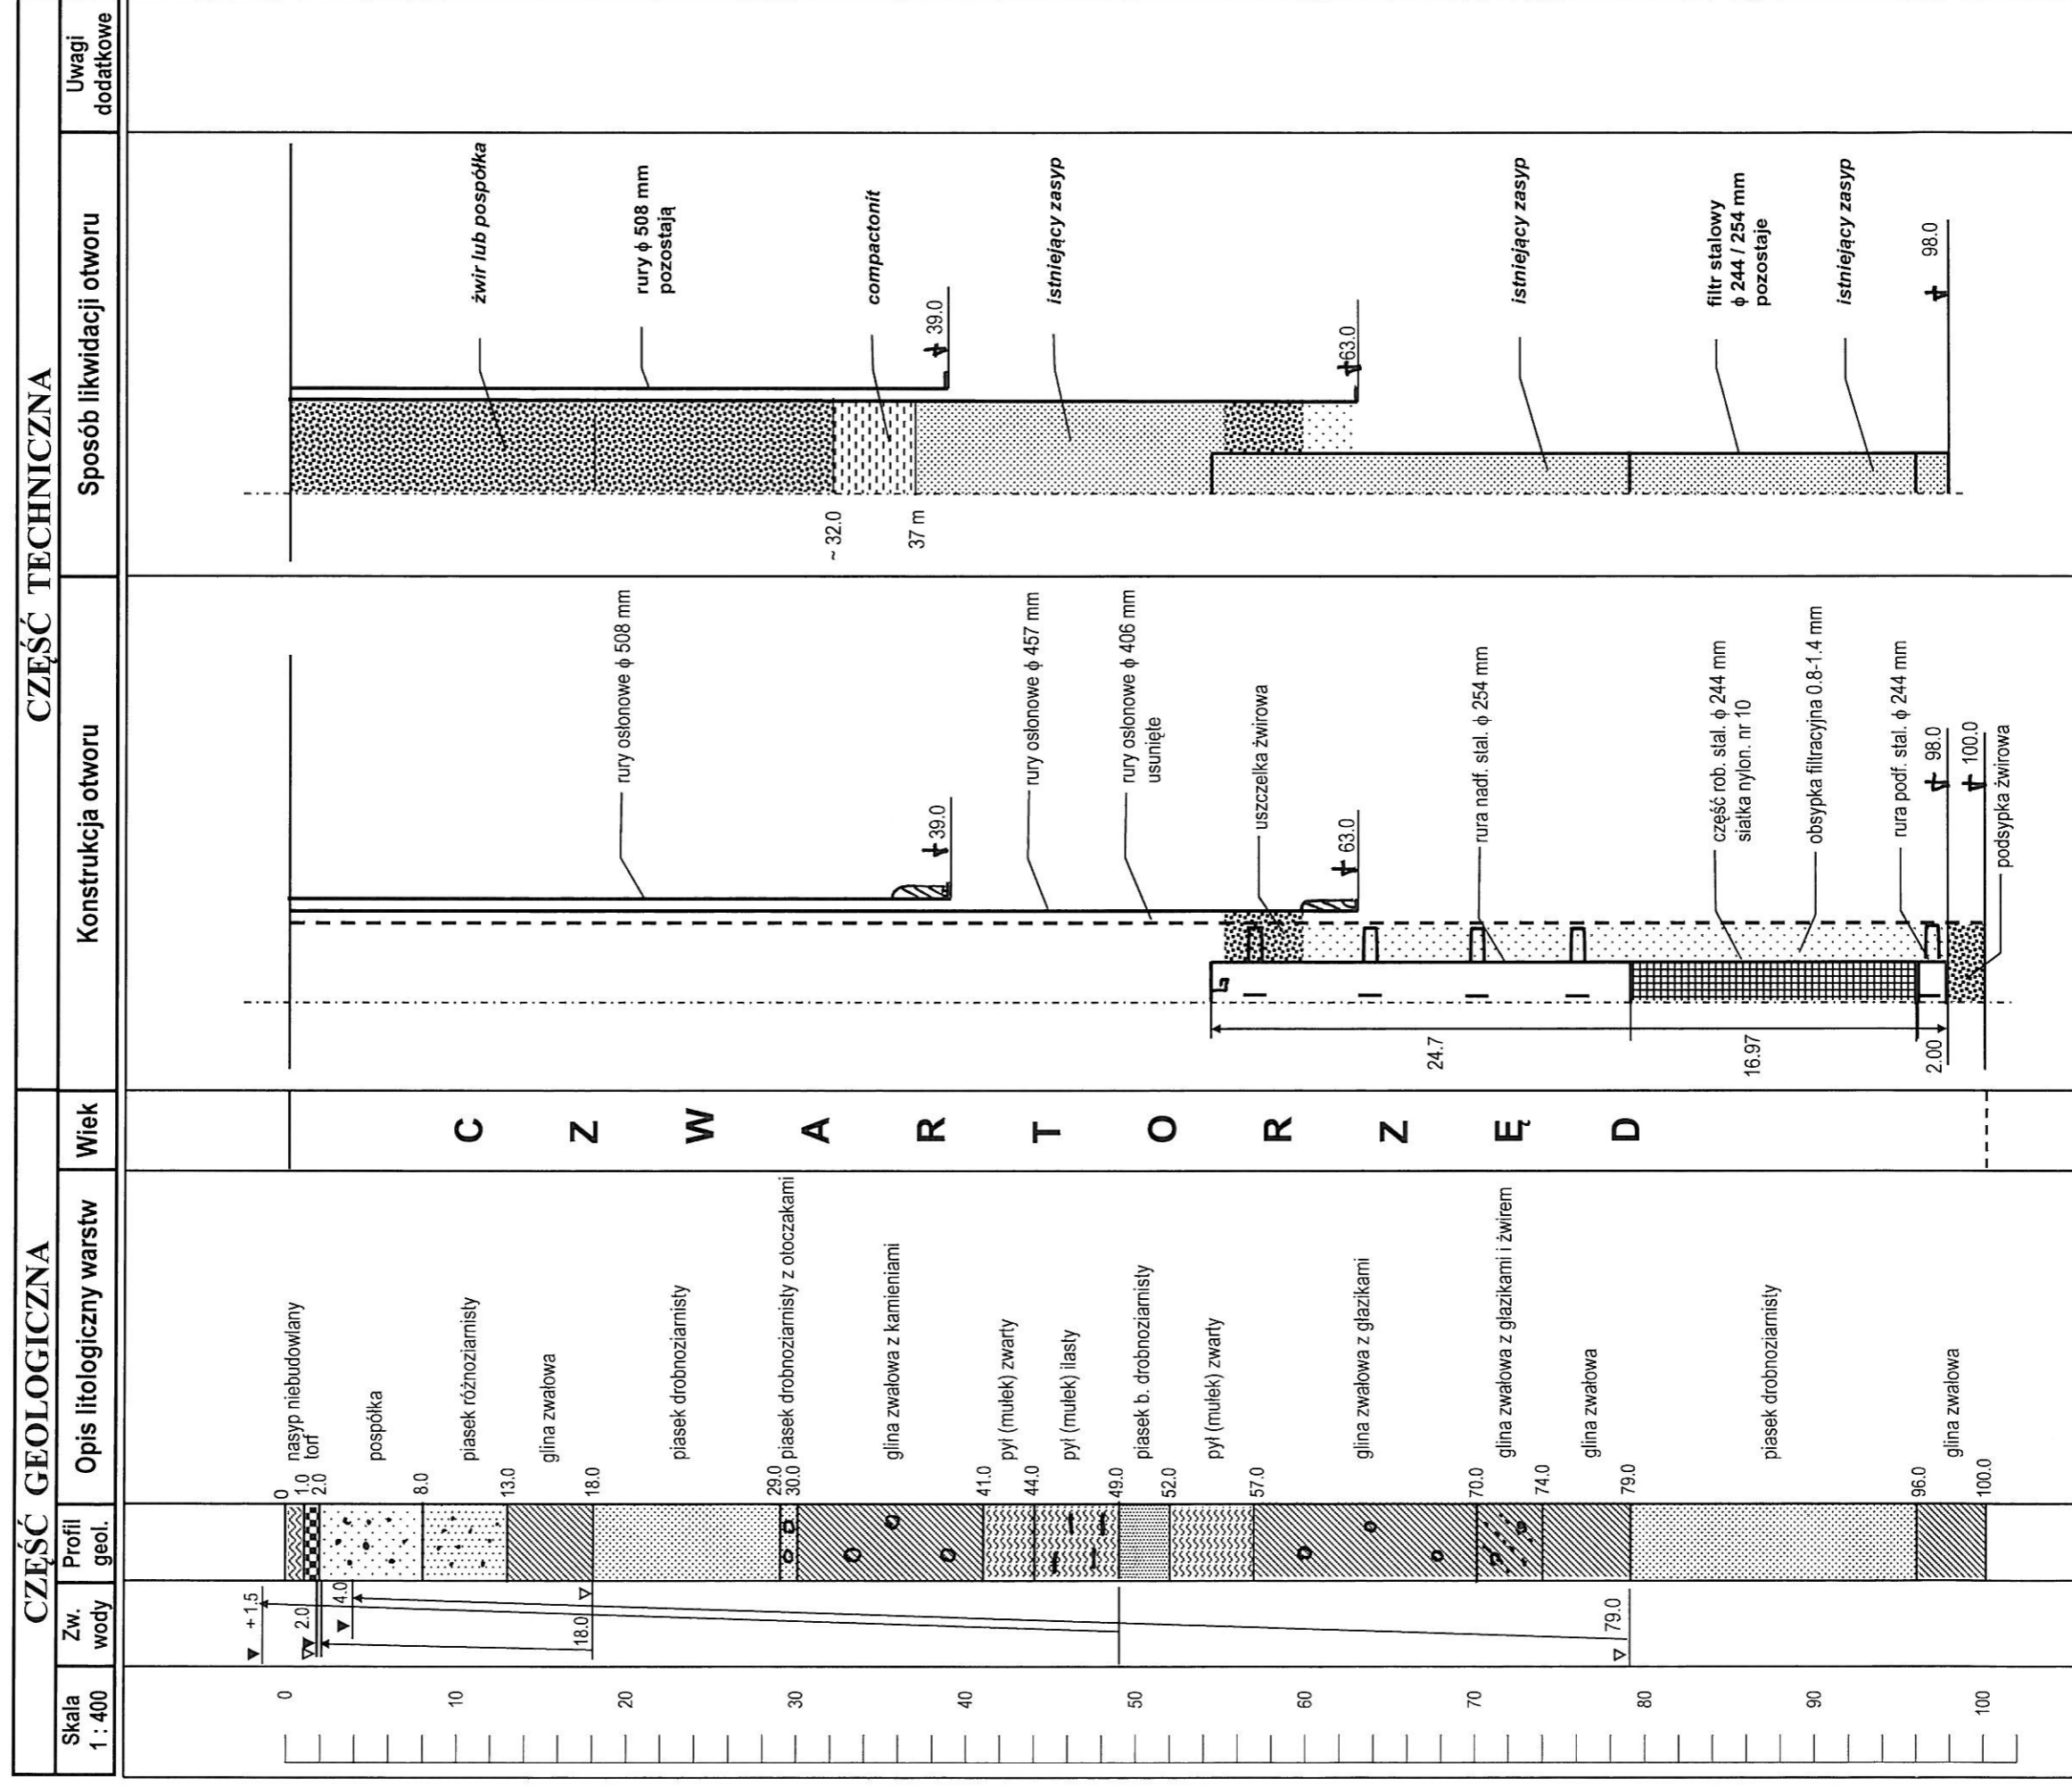 CZĘŚĆ GEOLOGICZNA
CZĘŚĆ TECHNICZNA
Skala
1 : 400
Zw.
wody
Profil
geol.
Opis litologiczny warstw
Wiek
Konstrukcja otworu
Sposób likwidacji otworu
Uwagi
dodatkowe
0
10
20
30
40
50
60
70
80
90
100
+ 1.5
2.0
4.0
18.0
79.0
0
1.0
2.0
8.0
13.0
18.0
29.0
30.0
41.0
44.0
49.0
52.0
57.0
70.0
74.0
79.0
96.0
100.0
nasyp niebudowlany
torf
pospółka
piasek różnoziarnisty
glina zwałowa
piasek drobnoziarnisty
piasek drobnoziarnisty z otoczakami
glina zwałowa z kamieniami
pył (mułek) zwarty
pył (mułek) ilasty
piasek b. drobnoziarnisty
pył (mułek) zwarty
glina zwałowa z głazikami
glina zwałowa z głazikami i żwirem
glina zwałowa
piasek drobnoziarnisty
glina zwałowa
C Z W A R T O R Z Ę D
rury osłonowe ϕ 508 mm
39.0
rury osłonowe ϕ 457 mm
rury osłonowe ϕ 406 mm
usunięte
uszczelka żwirowa
63.0
rura nadf. stal. ϕ 254 mm
część rob. stal. ϕ 244 mm
siatka nylon. nr 10
obsypka filtracyjna 0.8-1.4 mm
rura podf. stal. ϕ 244 mm
98.0
100.0
podsypka żwirowa
24.7
16.97
2.00
żwir lub pospółka
rury ϕ 508 mm
pozostają
compactonit
39.0
istniejący zasyp
63.0
istniejący zasyp
filtr stalowy
ϕ 244 / 254 mm
pozostaje
istniejący zasyp
98.0
~ 32.0
37 m